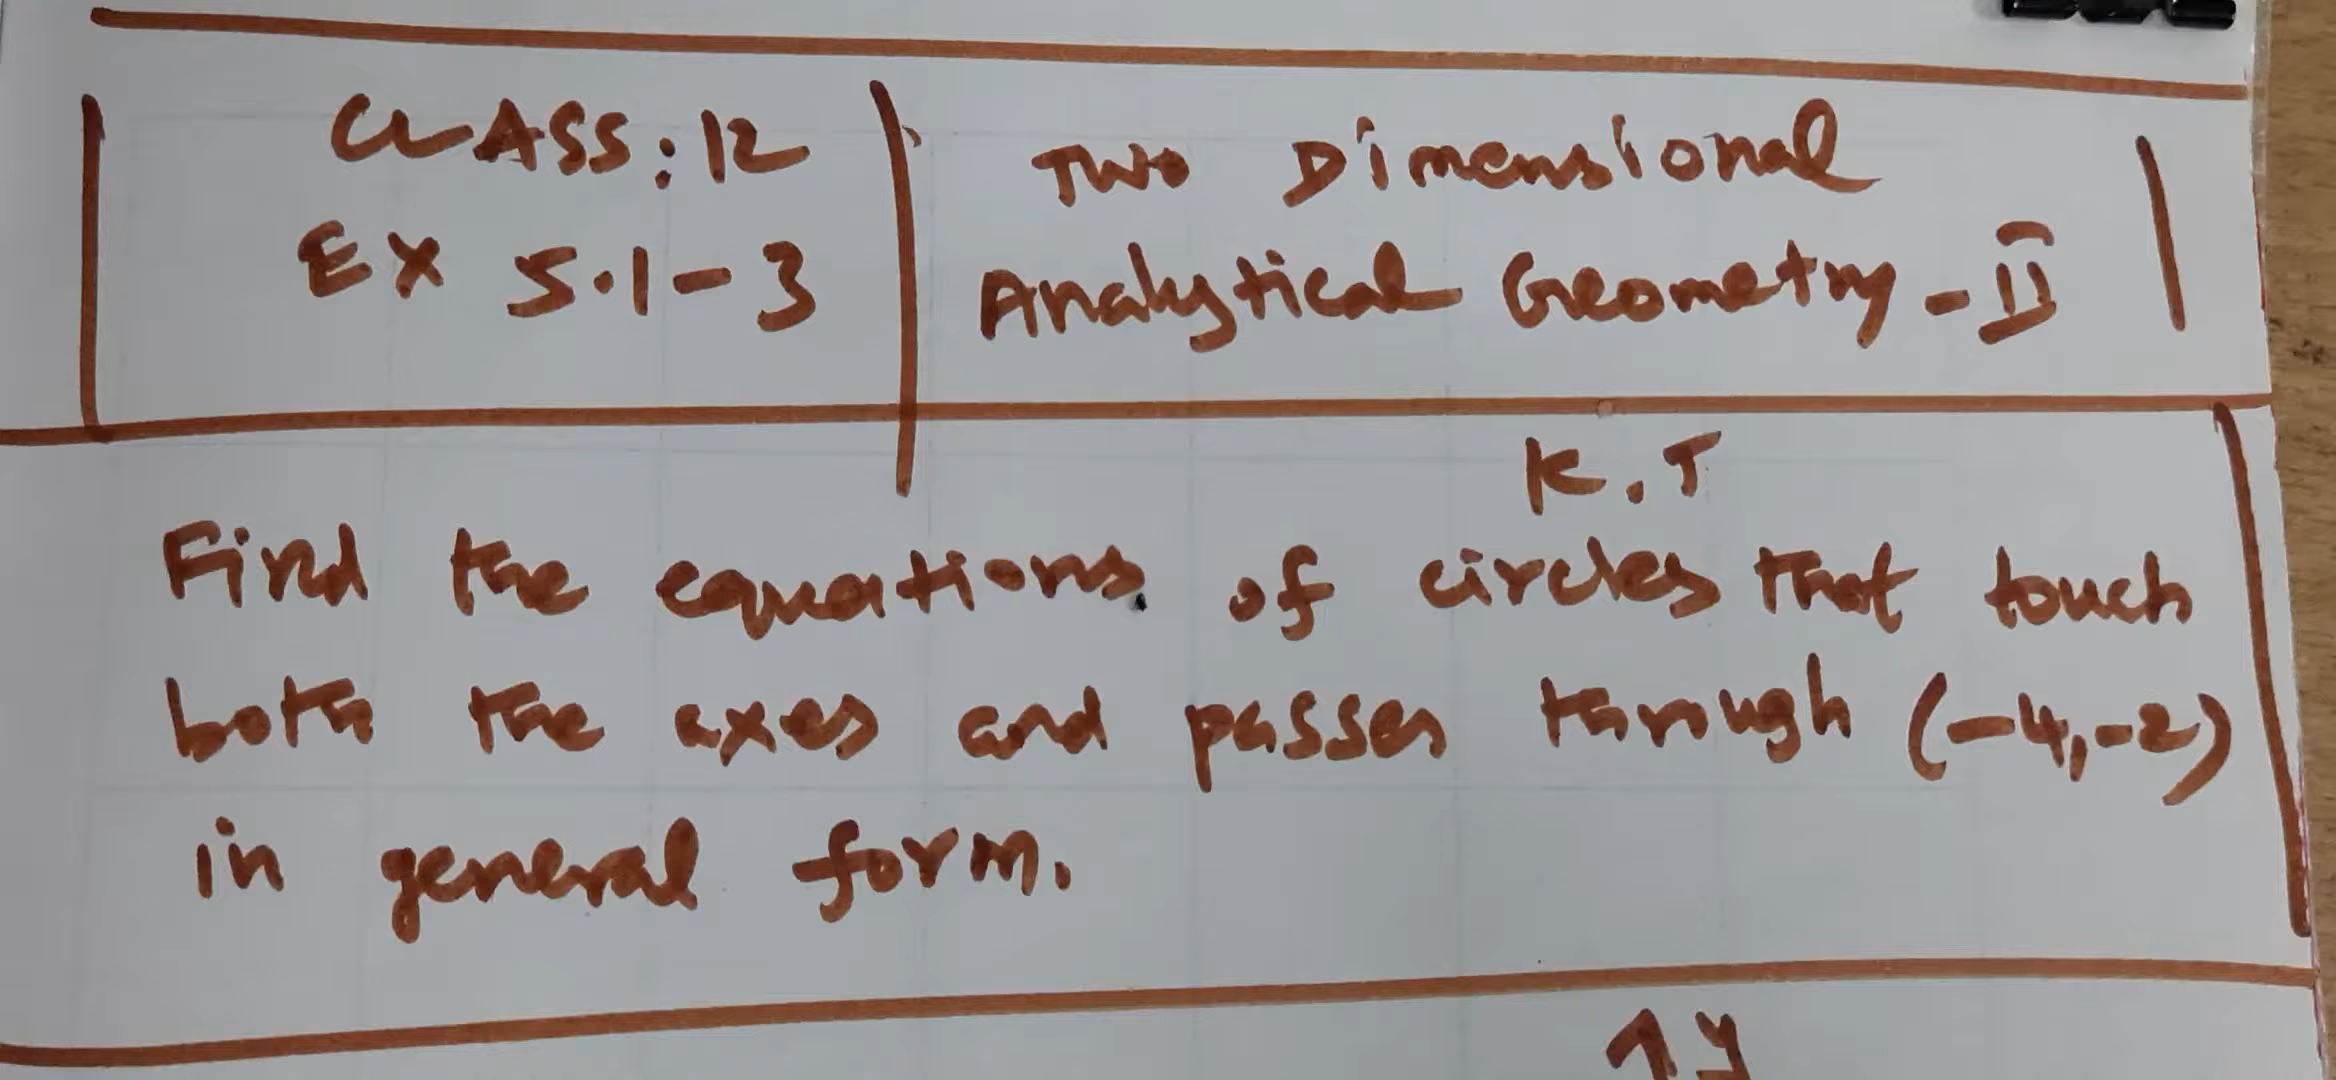 CLASS: 12
EX 5.1-3
Two Dimensional
Analytical Geometry - II
K.T
Find the equations of circles that touch
both the axes and passes through (-4,-2)
in general form.
y